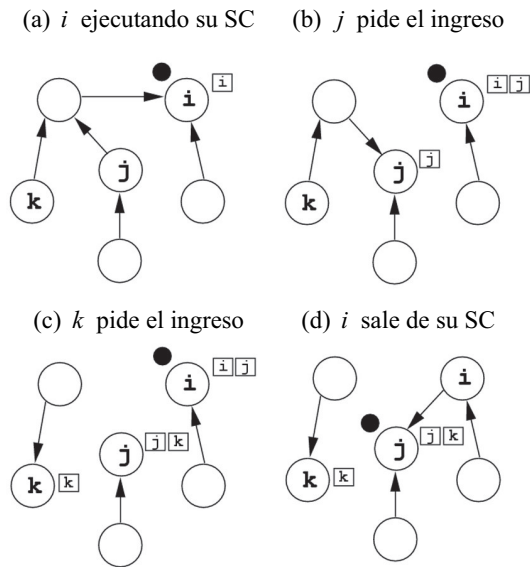 (a) i ejecutando su SC
(b) j pide el ingreso
i
i
i
i j
j
j
j
k
k
(c) k pide el ingreso
(d) i sale de su SC
i
i j
i
j
j k
j
j k
k
k
k
k